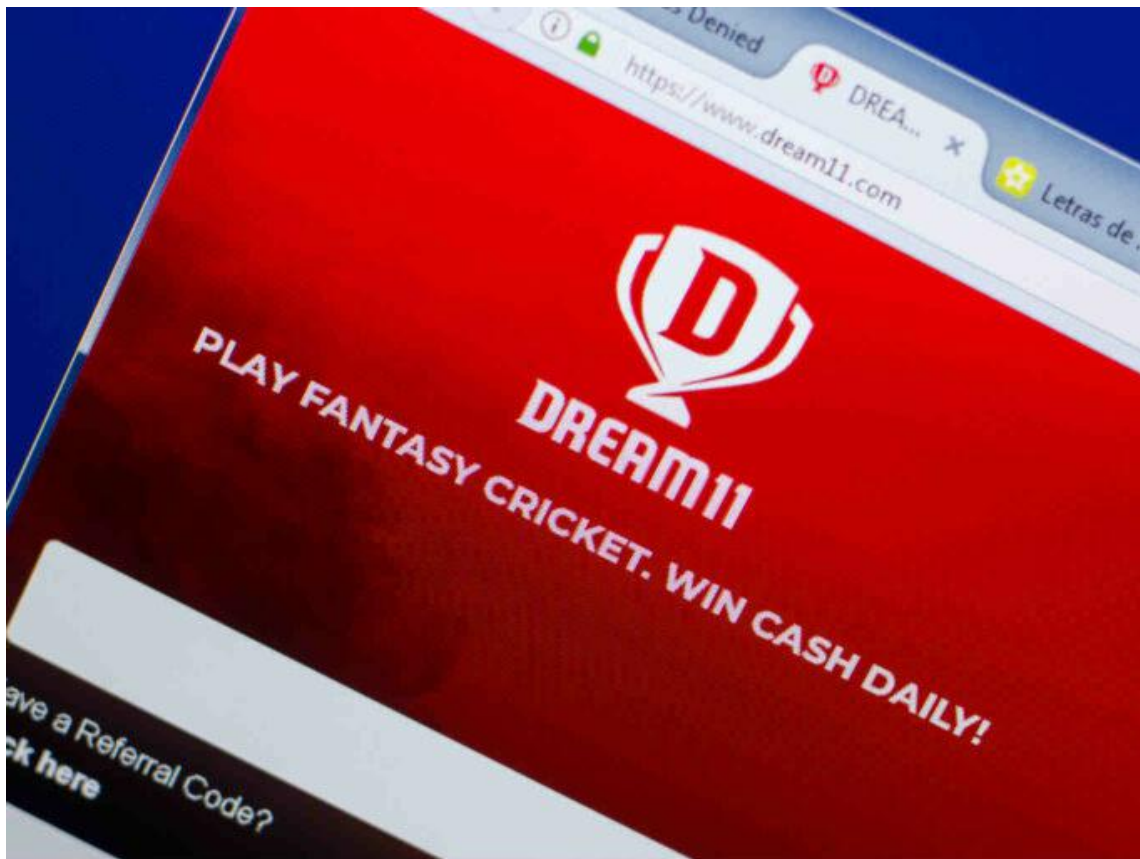 Denied
DREA...
Letras de
https://www.dream11.com
D
DREAM11
PLAY FANTASY CRICKET. WIN CASH DAILY!
ave a Referral Code?
ck here